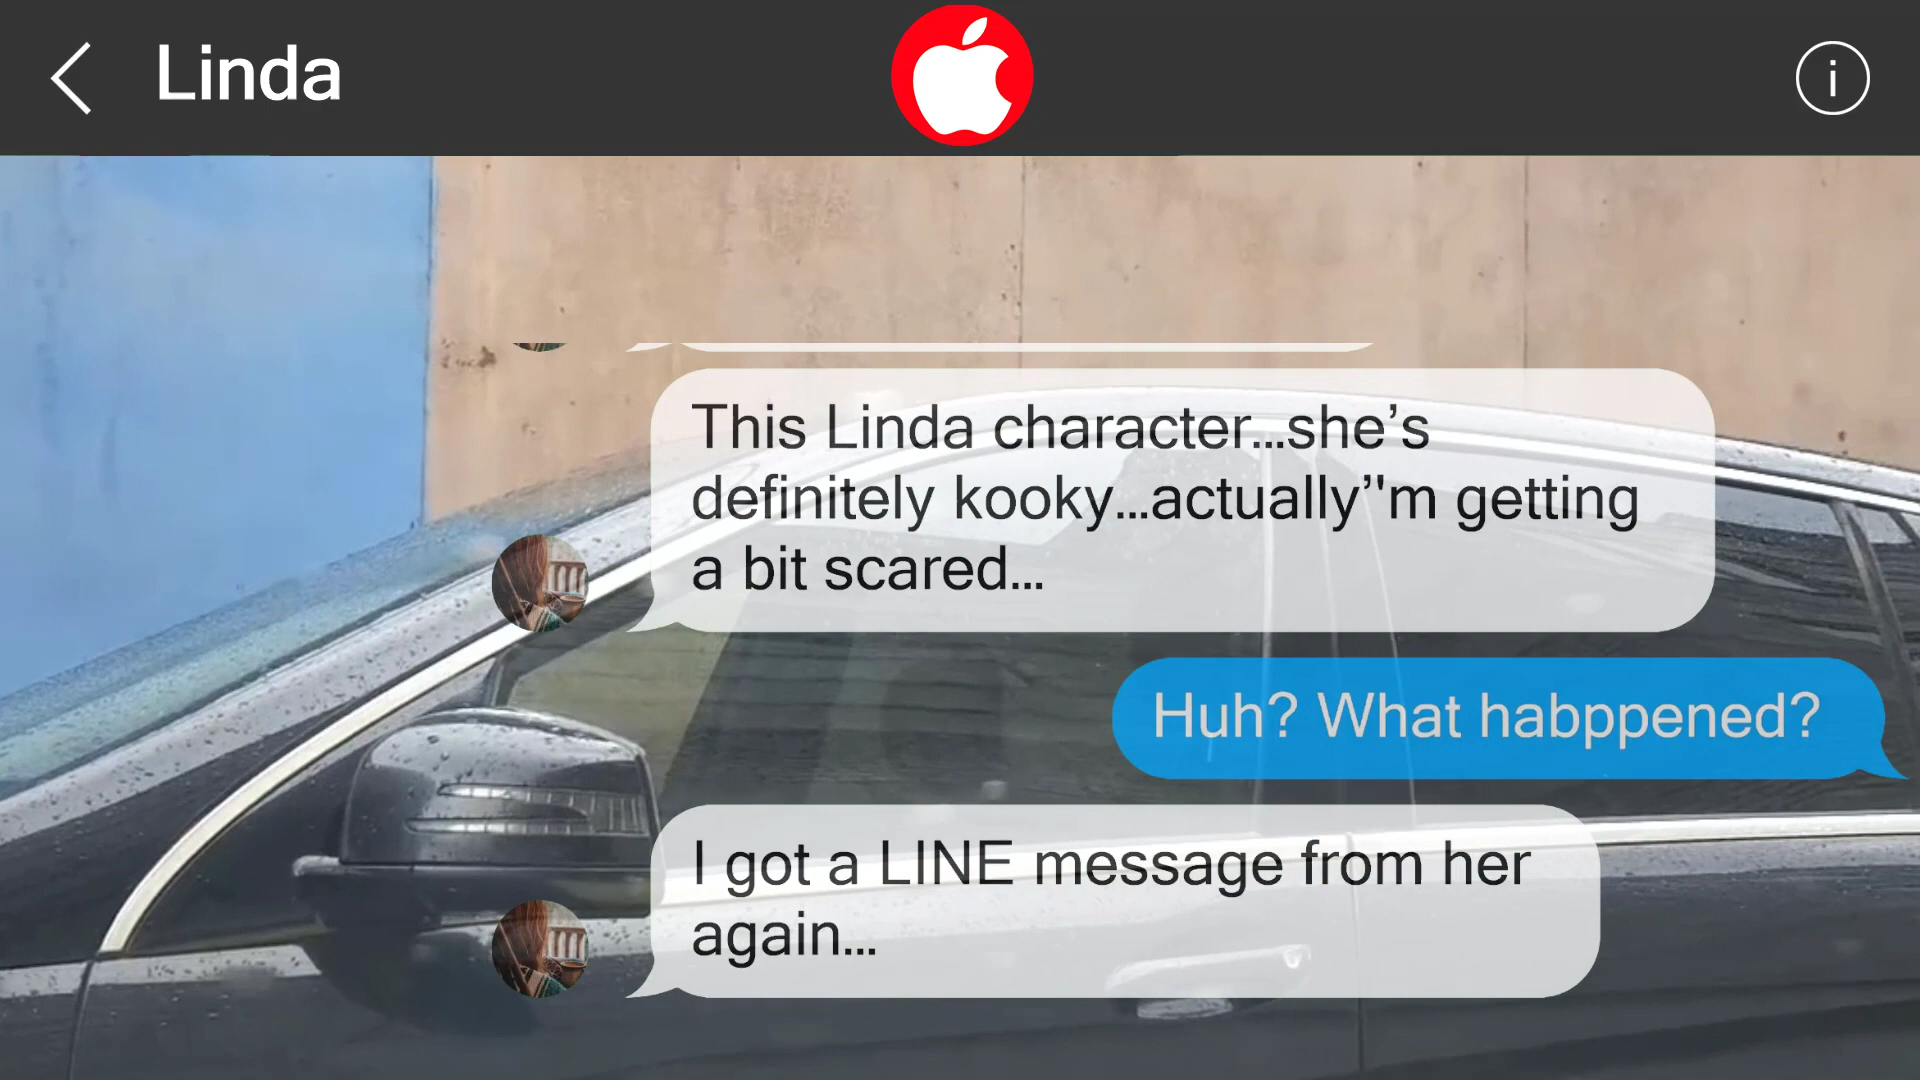 Linda
i
This Linda character...she’s
definitely kooky...actually’'m getting
a bit scared...
Huh? What habppened?
I got a LINE message from her
again...